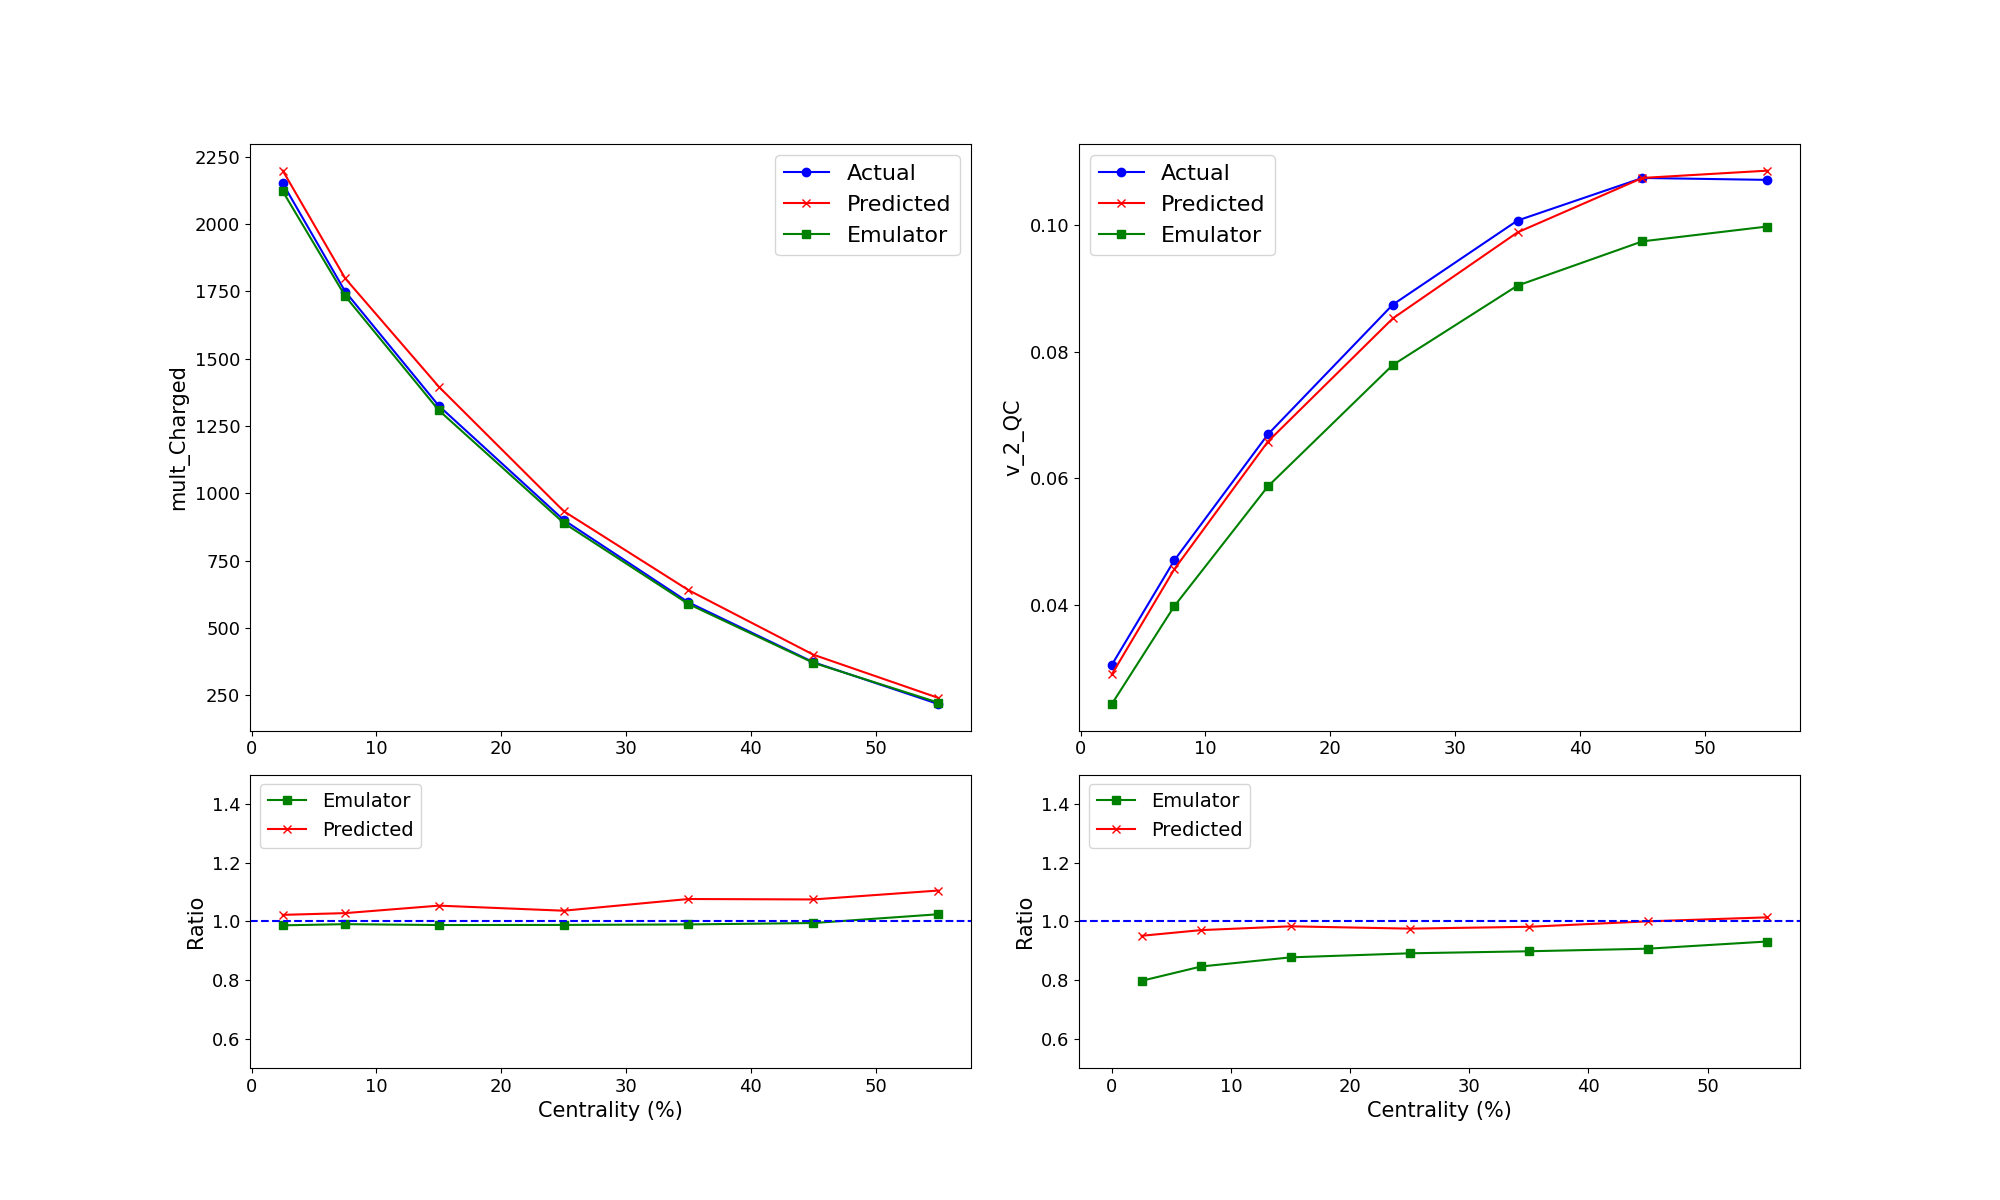 mult_Charged
2250
2000
1750
1500
1250
1000
750
500
250
0 10 20 30 40 50
Actual
Predicted
Emulator
v_2_QC
0.10
0.08
0.06
0.04
0 10 20 30 40 50
Actual
Predicted
Emulator
Ratio
1.4
1.2
1.0
0.8
0.6
0 10 20 30 40 50
Centrality (%)
Emulator
Predicted
Ratio
1.4
1.2
1.0
0.8
0.6
0 10 20 30 40 50
Centrality (%)
Emulator
Predicted